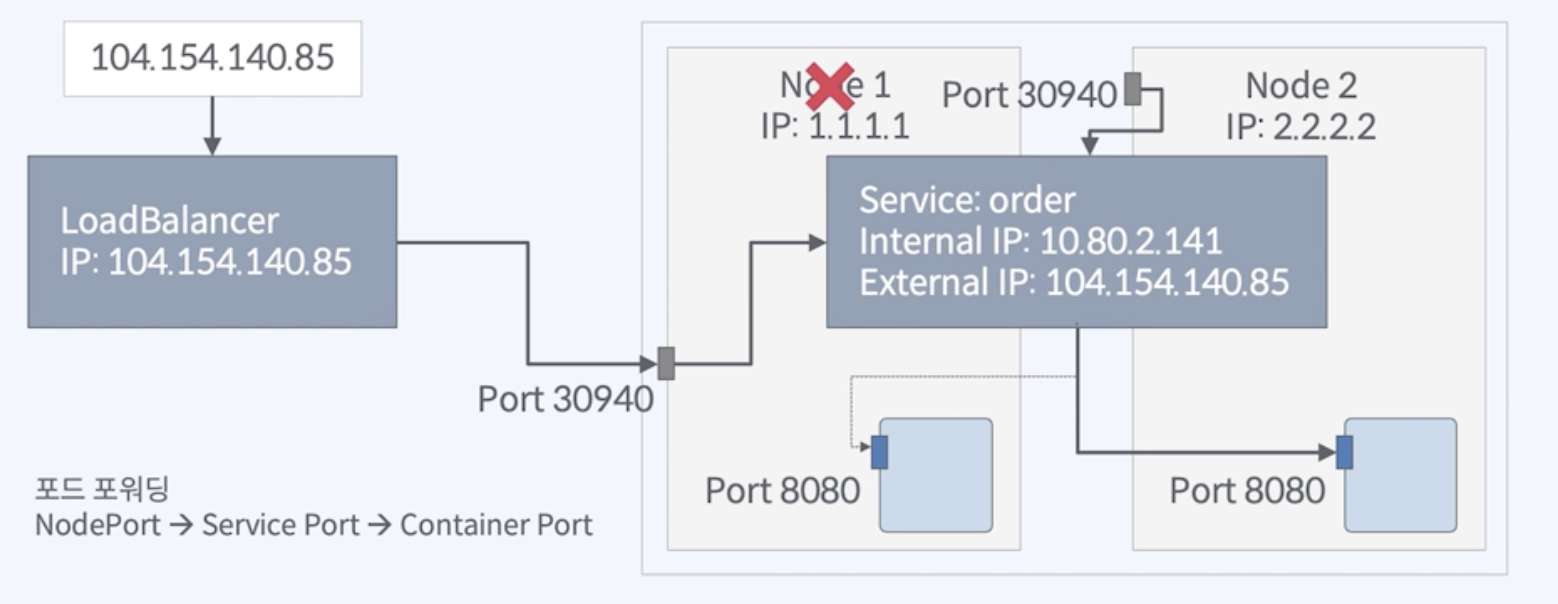 104.154.140.85
LoadBalancer
IP: 104.154.140.85
Port 30940
Node 1
IP: 1.1.1.1
Port 30940
Node 2
IP: 2.2.2.2
Service: order
Internal IP: 10.80.2.141
External IP: 104.154.140.85
Port 8080
Port 8080
포드 포워딩
NodePort → Service Port → Container Port